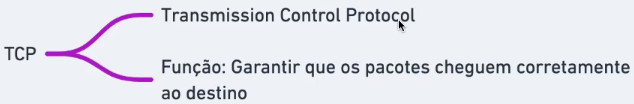 Transmission Control Protocol
TCP
Função: Garantir que os pacotes cheguem corretamente
ao destino